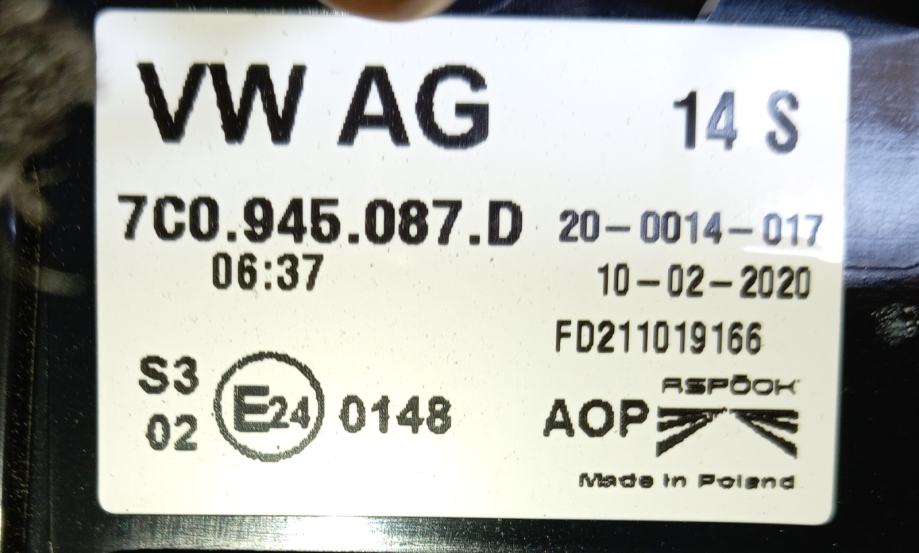 VW AG 14 S
7C0.945.087.D 20-0014-017
06:37 10-02-2020
FD211019166
S3 E24 0148
02
AOP ASPÖCK
Made in Poland